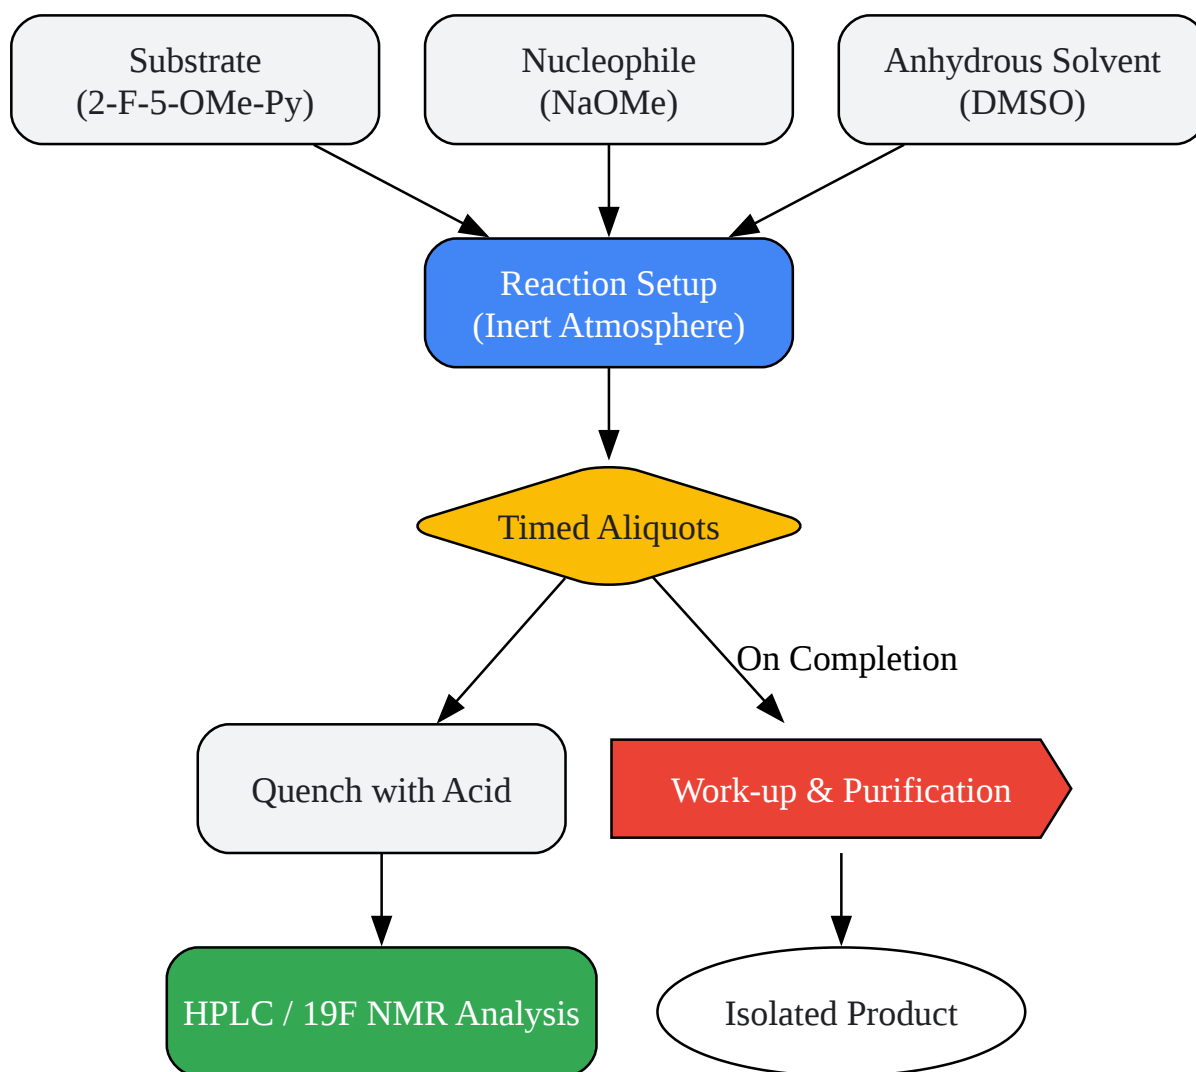 Substrate
(2-F-5-OMe-Py)
Nucleophile
(NaOMe)
Anhydrous Solvent
(DMSO)
Reaction Setup
(Inert Atmosphere)
Timed Aliquots
On Completion
Quench with Acid
Work-up & Purification
HPLC / 19F NMR Analysis
Isolated Product